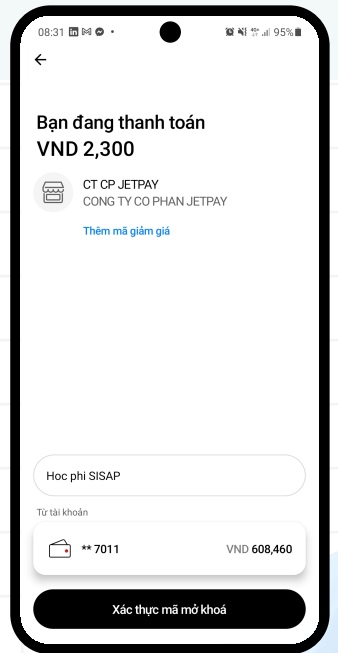 08:31
95%
Bạn đang thanh toán
VND 2,300
CT CP JETPAY
CONG TY CO PHAN JETPAY
Thêm mã giảm giá
Hoc phi SISAP
Từ tài khoản
** 7011 VND 608,460
Xác thực mã mở khoá